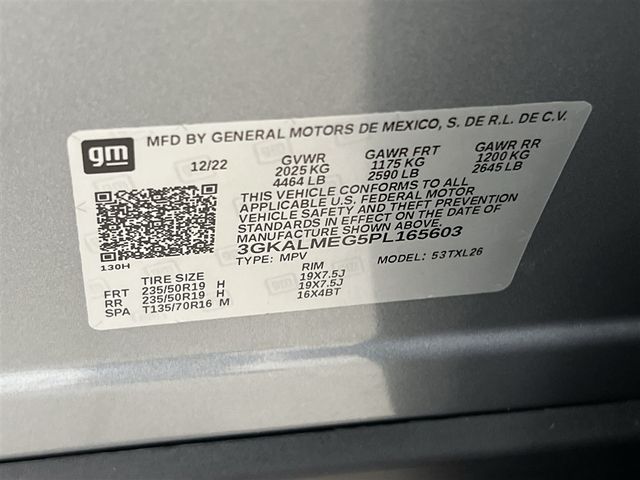 gm
MFD BY GENERAL MOTORS DE MEXICO, S. DE R.L. DE C.V.
12/22 GVWR GAWR FRT GAWR RR
2025 KG 1175 KG 1200 KG
4464 LB 2590 LB 2645 LB
THIS VEHICLE CONFORMS TO ALL
APPLICABLE U.S. FEDERAL MOTOR
VEHICLE SAFETY AND THEFT PREVENTION
STANDARDS IN EFFECT ON THE DATE OF
MANUFACTURE SHOWN ABOVE.
3GKALMEG5PL165603
TYPE: MPV MODEL: 53TXL26
130H
TIRE SIZE RIM
FRT 235/50R19 H 19X7.5J
RR 235/50R19 H 19X7.5J
SPA T135/70R16 M 16X4BT